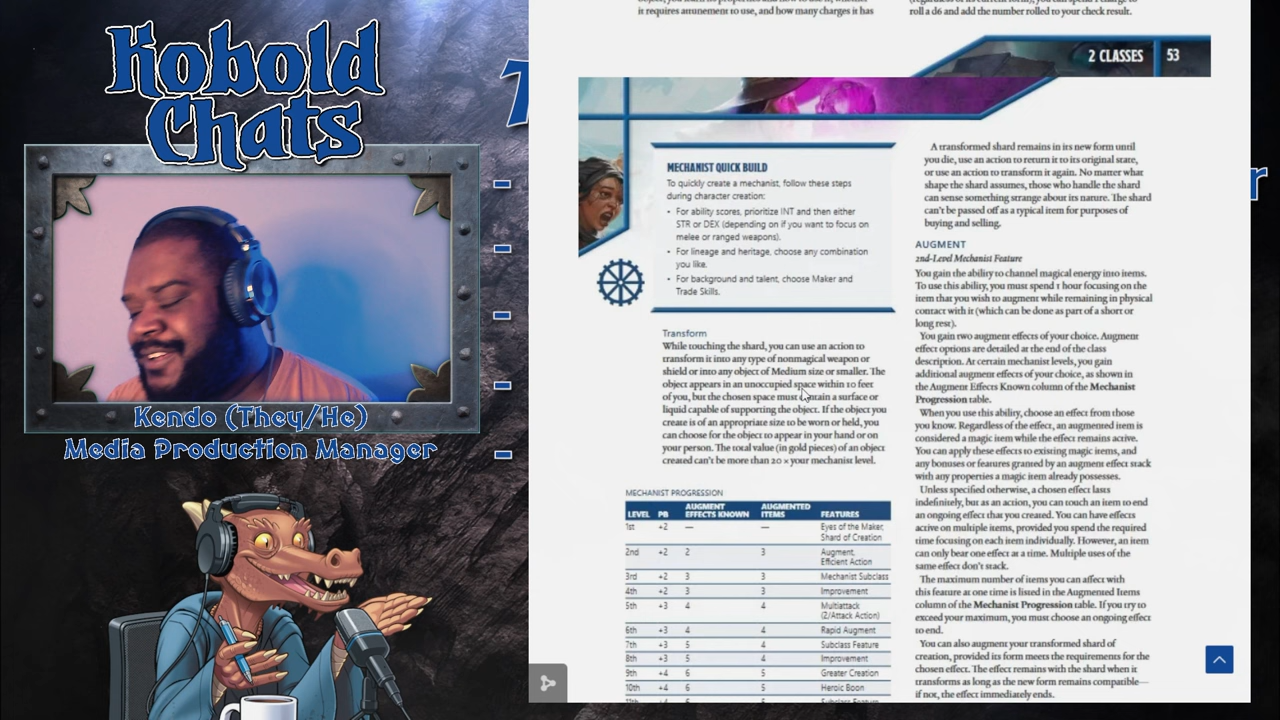 Kobold
Chats
Kendo (They/He)
Media Production Manager
it requires attunement to use, and how many charges it has
roll a d6 and add the number rolled to your check result.
2 CLASSES 53
MECHANIST QUICK BUILD
To quickly create a mechanist, follow these steps
during character creation:
• For ability scores, prioritize INT and then either
STR or DEX (depending on if you want to focus on
melee or ranged weapons).
• For lineage and heritage, choose any combination
you like.
• For background and talent, choose Maker and
Trade Skills.
Transform
While touching the shard, you can use an action to
transform it into any type of nonmagical weapon or
shield or into any object of Medium size or smaller. The
object appears in an unoccupied space within 10 feet
of you, but the chosen space must contain a surface or
liquid capable of supporting the object. If the object you
create is of an appropriate size to be worn or held, you
can choose for the object to appear in your hand or on
your person. The total value (in gold pieces) of an object
created can't be more than 20 × your mechanist level.
MECHANIST PROGRESSION
LEVEL PB AUGMENT EFFECTS KNOWN AUGMENTED ITEMS FEATURES
1st +2 — — Eyes of the Maker,
Shard of Creation
2nd +2 2 3 Augment,
Efficient Action
3rd +2 3 3 Mechanist Subclass
4th +2 3 3 Improvement
5th +3 4 4 Multiattack
(2/Attack Action)
6th +3 4 4 Rapid Augment
7th +3 5 4 Subclass Feature
8th +3 5 4 Improvement
9th +4 6 5 Greater Creation
10th +4 6 5 Heroic Boon
A transformed shard remains in its new form until
you die, use an action to return it to its original state,
or use an action to transform it again. No matter what
shape the shard assumes, those who handle the shard
can sense something strange about its nature. The shard
can't be passed off as a typical item for purposes of
buying and selling.
AUGMENT
2nd-Level Mechanist Feature
You gain the ability to channel magical energy into items.
To use this ability, you must spend 1 hour focusing on the
item that you wish to augment while remaining in physical
contact with it (which can be done as part of a short or
long rest).
You gain two augment effects of your choice. Augment
effect options are detailed at the end of the class
description. At certain mechanist levels, you gain
additional augment effects of your choice, as shown in
the Augment Effects Known column of the Mechanist
Progression table.
When you use this ability, choose an effect from those
you know. Regardless of the effect, an augmented item is
considered a magic item while the effect remains active.
You can apply these effects to existing magic items, and
any bonuses or features granted by an augment effect stack
with any properties a magic item already possesses.
Unless specified otherwise, a chosen effect lasts
indefinitely, but as an action, you can touch an item to end
an ongoing effect that you created. You can have effects
active on multiple items, provided you spend the required
time focusing on each item individually. However, an item
can only bear one effect at a time. Multiple uses of the
same effect don't stack.
The maximum number of items you can affect with
this feature at one time is listed in the Augmented Items
column of the Mechanist Progression table. If you try to
exceed your maximum, you must choose an ongoing effect
to end.
You can also augment your transformed shard of
creation, provided its form meets the requirements for the
chosen effect. The effect remains with the shard when it
transforms as long as the new form remains compatible—
if not, the effect immediately ends.